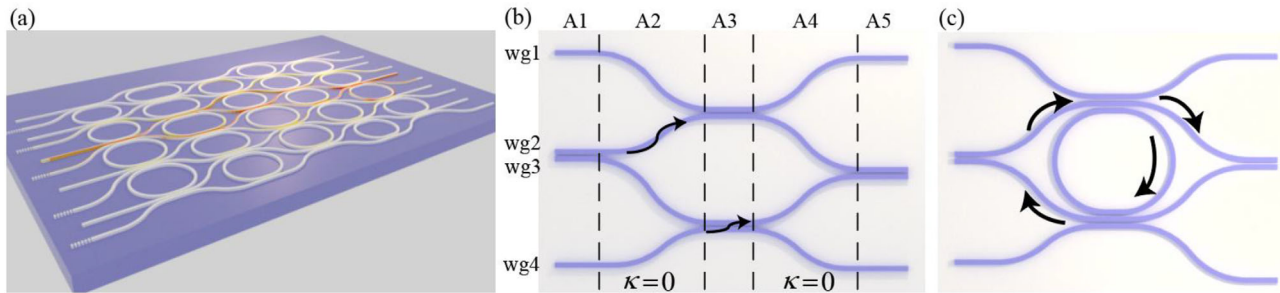 (a)
(b) A1 A2 A3 A4 A5
(c)
wg1
wg2
wg3
wg4
κ=0 κ=0